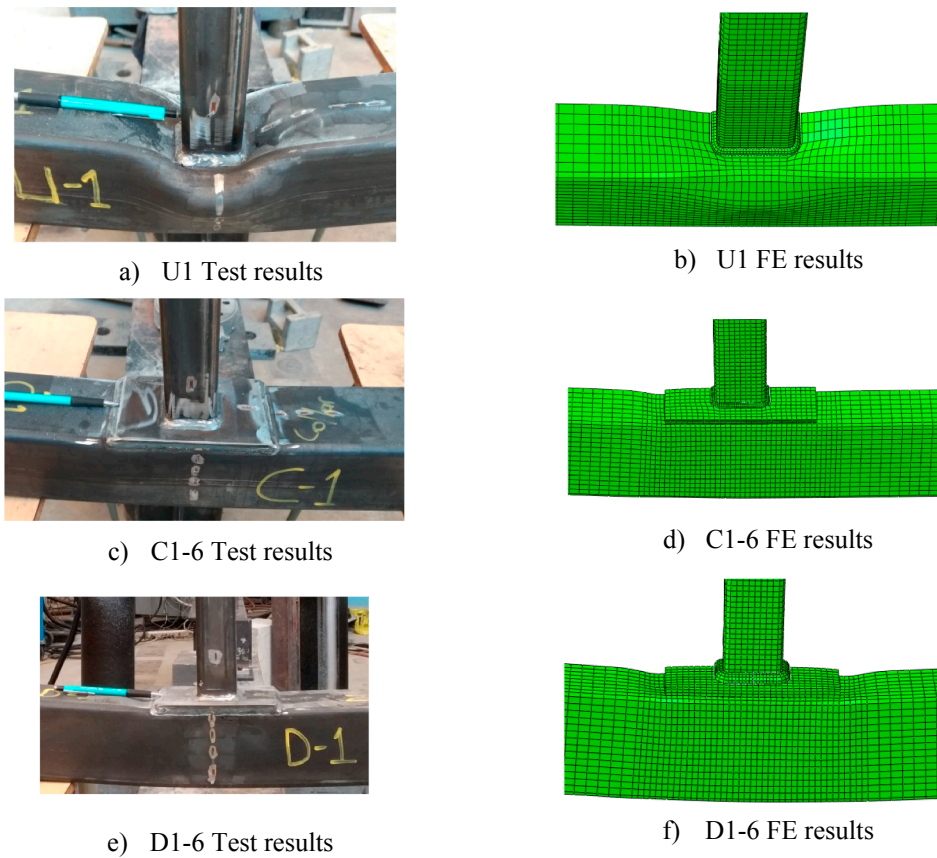 U-1
a) U1 Test results
b) U1 FE results
C-1
c) C1-6 Test results
d) C1-6 FE results
D-1
e) D1-6 Test results
f) D1-6 FE results